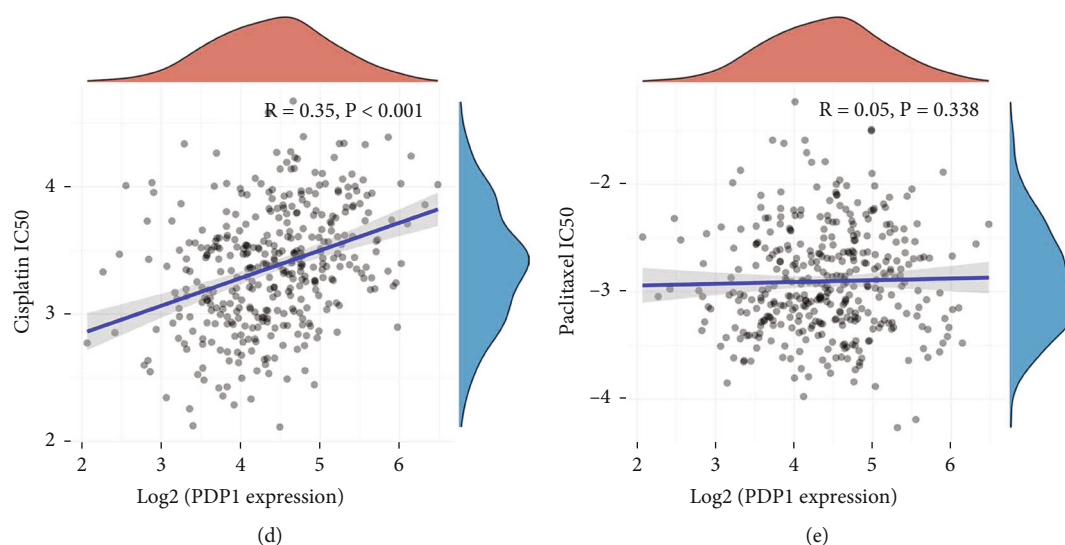 R = 0.35, P < 0.001
Cisplatin IC50
4
3
2
2 3 4 5 6
Log2 (PDP1 expression)
(d)
R = 0.05, P = 0.338
Paclitaxel IC50
−2
−3
−4
2 3 4 5 6
Log2 (PDP1 expression)
(e)